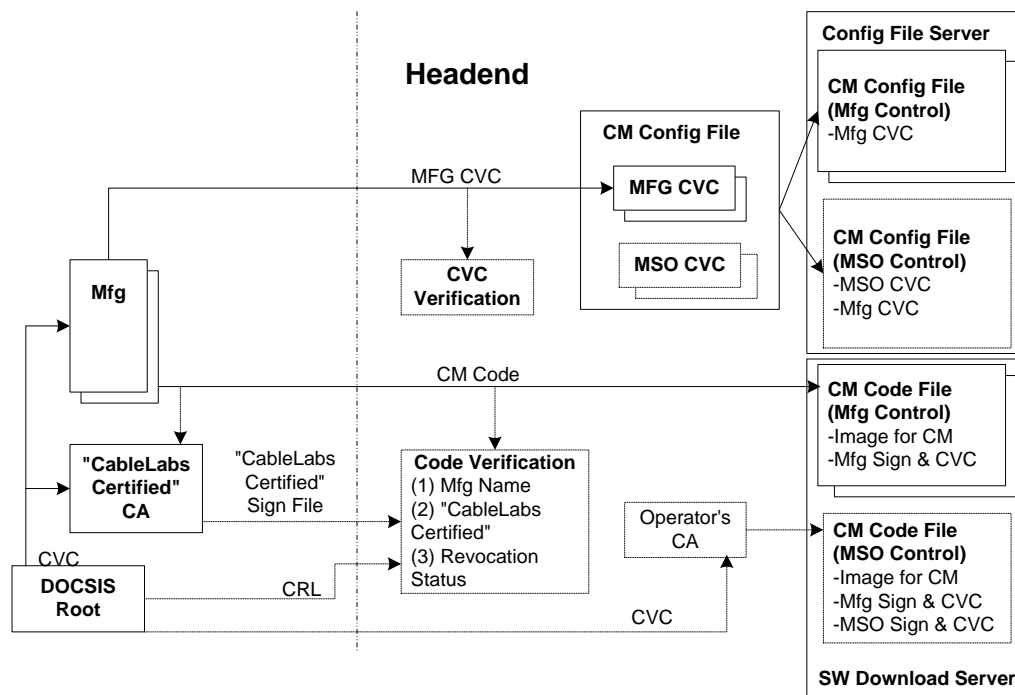 Headend
Config File Server
CM Config File
(Mfg Control)
-Mfg CVC
CM Config File
(MSO Control)
-MSO CVC
-Mfg CVC
CM Config File
MFG CVC
MSO CVC
MFG CVC
CVC
Verification
Mfg
CM Code
CM Code File
(Mfg Control)
-Image for CM
-Mfg Sign & CVC
"CableLabs
Certified"
CA
"CableLabs
Certified"
Sign File
Code Verification
(1) Mfg Name
(2) "CableLabs
Certified"
(3) Revocation
Status
Operator's
CA
CM Code File
(MSO Control)
-Image for CM
-Mfg Sign & CVC
-MSO Sign & CVC
CVC
DOCSIS
Root
CRL
CVC
SW Download Server